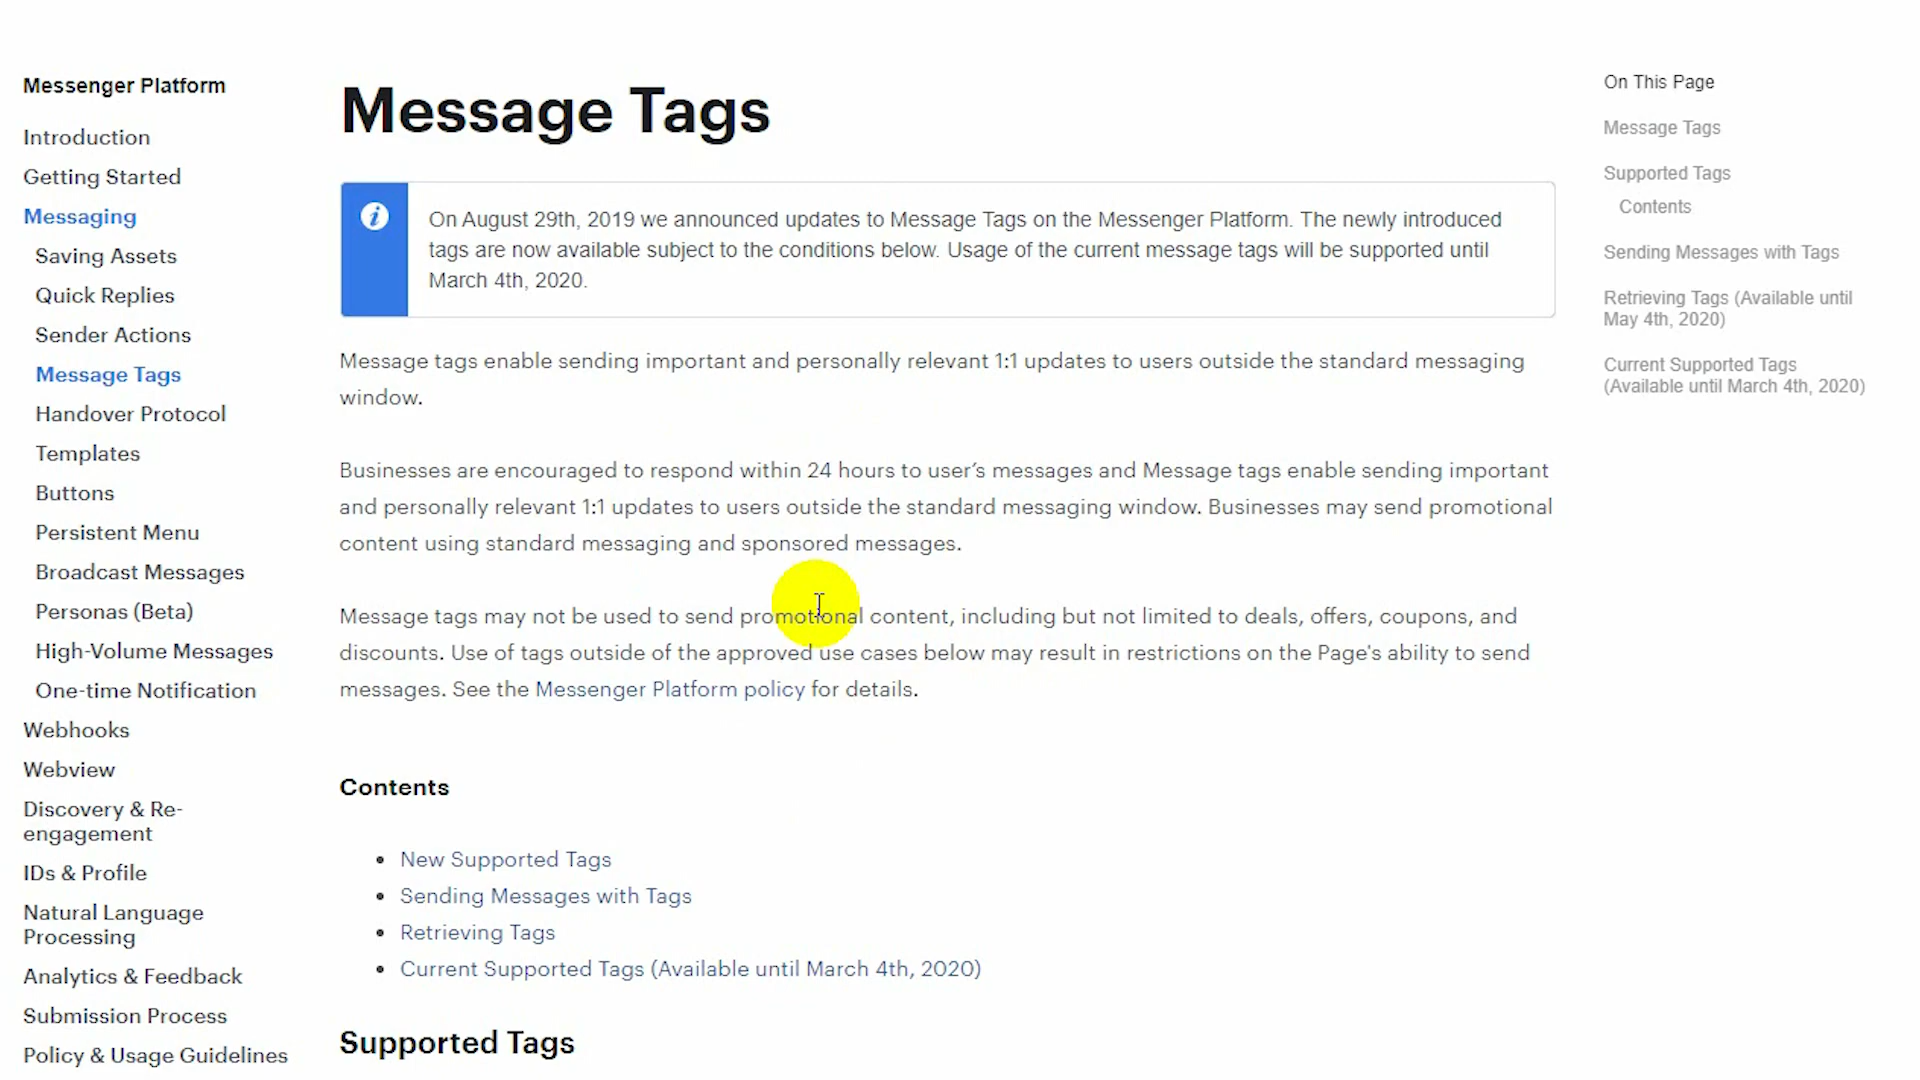 Messenger Platform
Introduction
Getting Started
Messaging
Saving Assets
Quick Replies
Sender Actions
Message Tags
Handover Protocol
Templates
Buttons
Persistent Menu
Broadcast Messages
Personas (Beta)
High-Volume Messages
One-time Notification
Webhooks
Webview
Discovery & Re-
engagement
IDs & Profile
Natural Language
Processing
Analytics & Feedback
Submission Process
Policy & Usage Guidelines
Message Tags
On August 29th, 2019 we announced updates to Message Tags on the Messenger Platform. The newly introduced
tags are now available subject to the conditions below. Usage of the current message tags will be supported until
March 4th, 2020.
Message tags enable sending important and personally relevant 1:1 updates to users outside the standard messaging
window.
Businesses are encouraged to respond within 24 hours to user’s messages and Message tags enable sending important
and personally relevant 1:1 updates to users outside the standard messaging window. Businesses may send promotional
content using standard messaging and sponsored messages.
Message tags may not be used to send promotional content, including but not limited to deals, offers, coupons, and
discounts. Use of tags outside of the approved use cases below may result in restrictions on the Page's ability to send
messages. See the Messenger Platform policy for details.
Contents
New Supported Tags
Sending Messages with Tags
Retrieving Tags
Current Supported Tags (Available until March 4th, 2020)
Supported Tags
On This Page
Message Tags
Supported Tags
Contents
Sending Messages with Tags
Retrieving Tags (Available until
May 4th, 2020)
Current Supported Tags
(Available until March 4th, 2020)